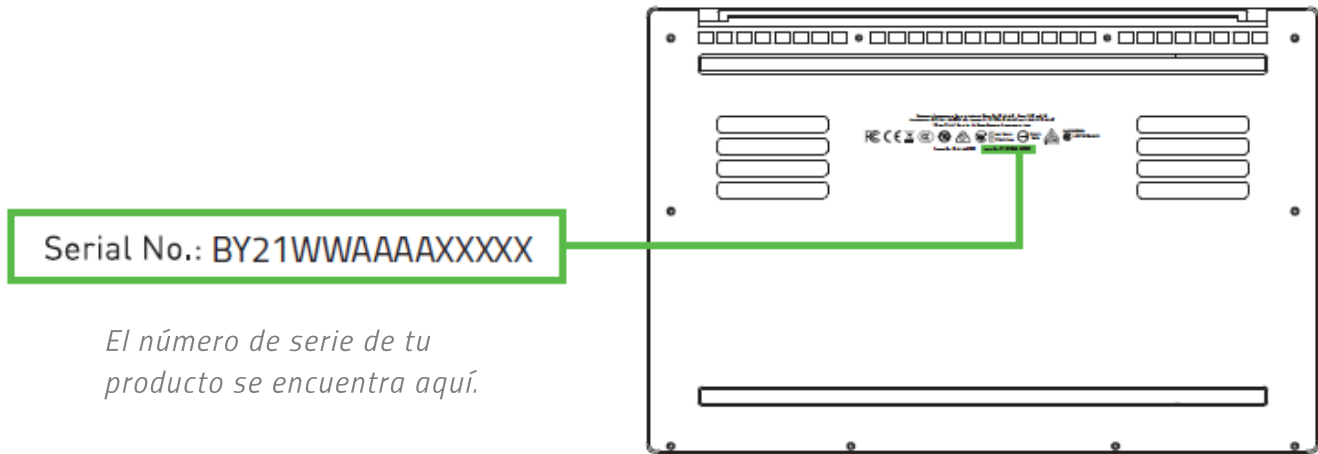 Serial No.: BY21WWAAAAXXXXX
El número de serie de tu
producto se encuentra aquí.